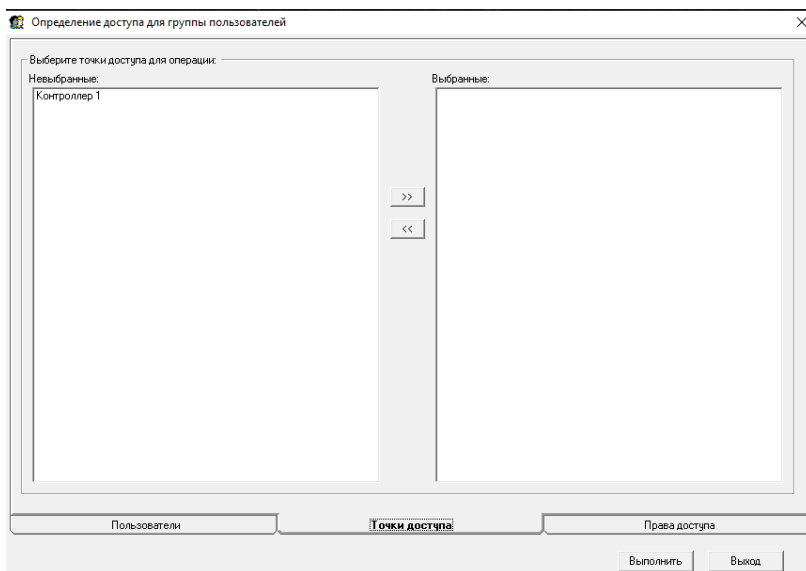 Определение доступа для группы пользователей
Выберите точки доступа для операции:
Невыбранные:
Выбранные:
Контроллер 1
>>
<<
Пользователи
Точки доступа
Права доступа
Выполнить
Выход